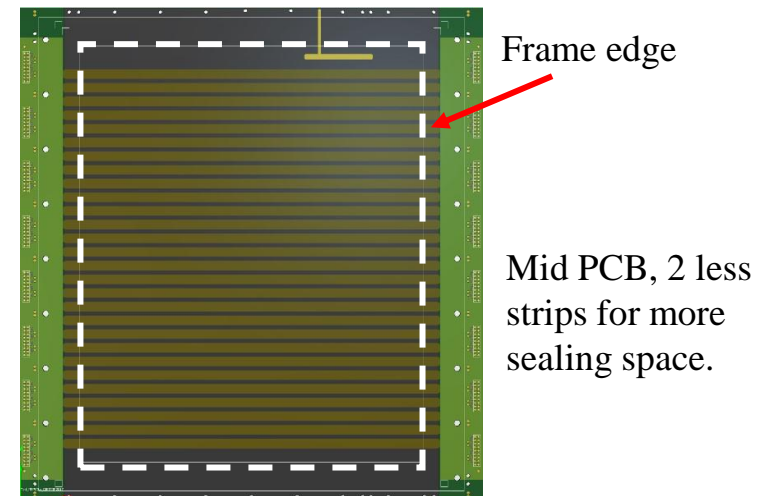 Frame edge
Mid PCB, 2 less
strips for more
sealing space.